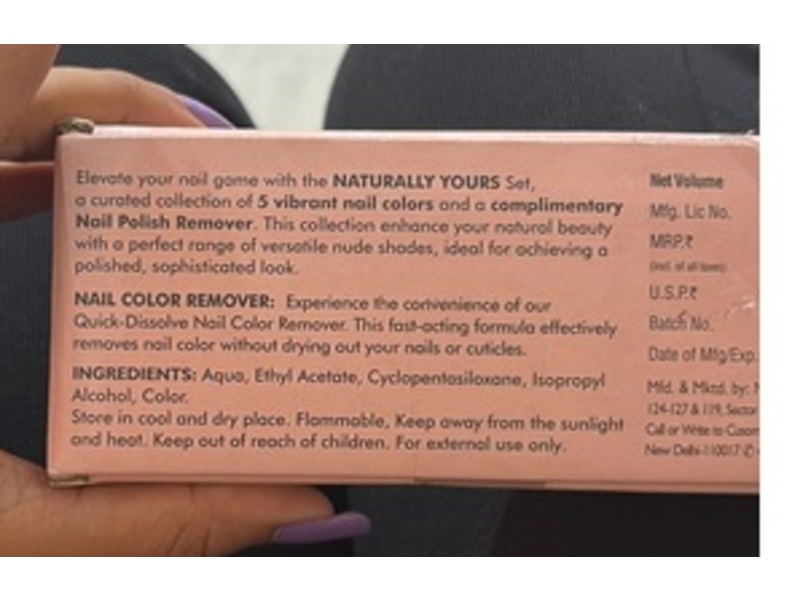 Elevate your nail game with the NATURALLY YOURS Set,
a curated collection of 5 vibrant nail colors and a complimentary
Nail Polish Remover. This collection enhance your natural beauty
with a perfect range of versatile nude shades, ideal for achieving a
polished, sophisticated look.
NAIL COLOR REMOVER: Experience the convenience of our
Quick-Dissolve Nail Color Remover. This fast-acting formula effectively
removes nail color without drying out your nails or cuticles.
INGREDIENTS: Aqua, Ethyl Acetate, Cyclopentasiloxane, Isopropyl
Alcohol, Color.
Store in cool and dry place. Flammable, Keep away from the sunlight
and heat. Keep out of reach of children. For external use only.
Net Volume
Mfg. Lic No.
MRP.₹
(incl. of all taxes)
U.S.P.₹
Batch No.
Date of Mfg/Exp.
Mfd. & Mktd. by:
124-127 & 119, Sector
Call or Write to
New Delhi-110017